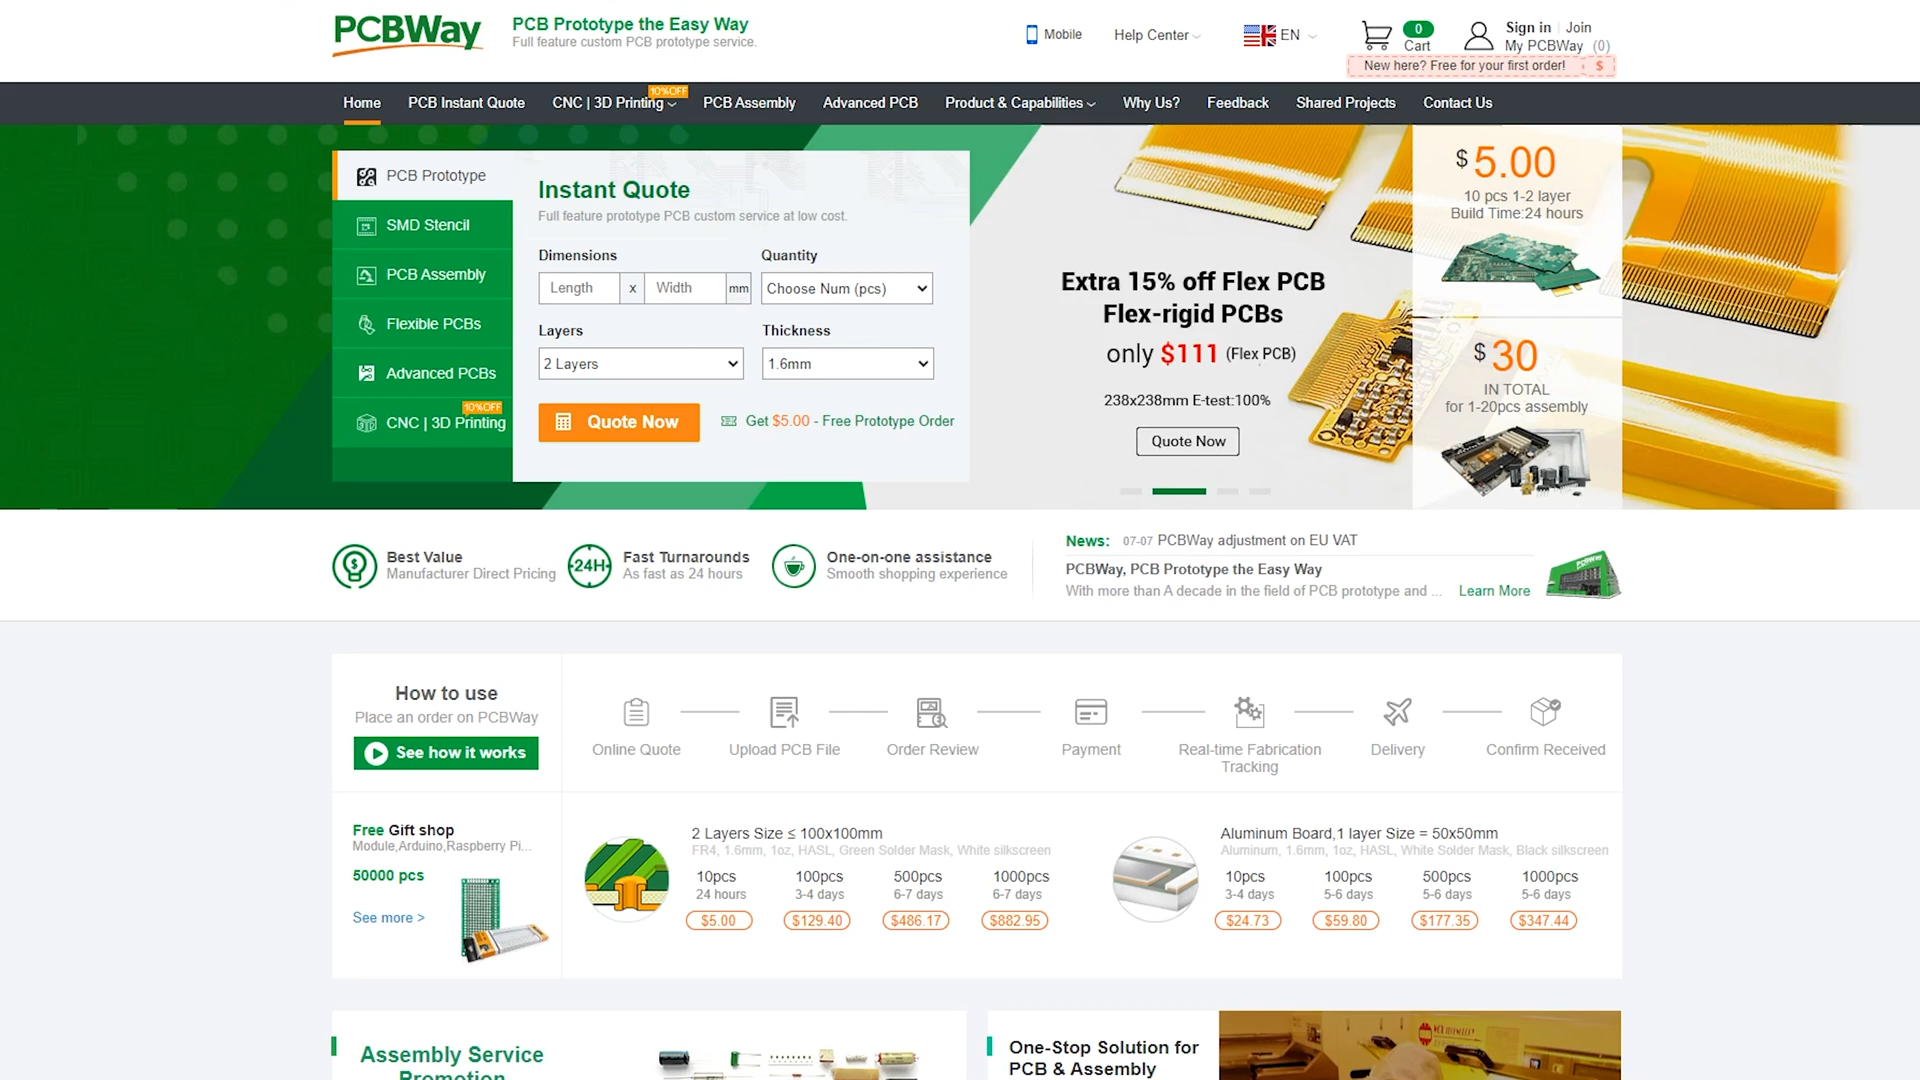 PCBWay
PCB Prototype the Easy Way
Full feature custom PCB prototype service.
Mobile
Help Center
EN
0
Cart
Sign in
Join
My PCBWay (0)
New here? Free for your first order! $
Home
PCB Instant Quote
CNC | 3D Printing
10%OFF
PCB Assembly
Advanced PCB
Product & Capabilities
Why Us?
Feedback
Shared Projects
Contact Us
PCB Prototype
SMD Stencil
PCB Assembly
Flexible PCBs
Advanced PCBs
10%OFF
CNC | 3D Printing
Instant Quote
Full feature prototype PCB custom service at low cost.
Dimensions
Quantity
Length x Width mm
Choose Num (pcs)
Layers
Thickness
2 Layers
1.6mm
Quote Now
Get $5.00 - Free Prototype Order
Extra 15% off Flex PCB
Flex-rigid PCBs
only $111 (Flex PCB)
238x238mm E-test:100%
Quote Now
$5.00
10 pcs 1-2 layer
Build Time:24 hours
$30
IN TOTAL
for 1-20pcs assembly
Best Value
Manufacturer Direct Pricing
24H
Fast Turnarounds
As fast as 24 hours
One-on-one assistance
Smooth shopping experience
News: 07-07 PCBWay adjustment on EU VAT
PCBWay, PCB Prototype the Easy Way
With more than A decade in the field of PCB prototype and ... Learn More
PCBWay
How to use
Place an order on PCBWay
See how it works
Online Quote
Upload PCB File
Order Review
Payment
Real-time Fabrication
Tracking
Delivery
Confirm Received
Free Gift shop
Module,Arduino,Raspberry Pi...
50000 pcs
See more >
2 Layers Size ≤ 100x100mm
FR4, 1.6mm, 1oz, HASL, Green Solder Mask, White silkscreen
10pcs 100pcs 500pcs 1000pcs
24 hours 3-4 days 6-7 days 6-7 days
$5.00 $129.40 $486.17 $882.95
Aluminum Board,1 layer Size = 50x50mm
Aluminum, 1.6mm, 1oz, HASL, White Solder Mask, Black silkscreen
10pcs 100pcs 500pcs 1000pcs
3-4 days 5-6 days 5-6 days 5-6 days
$24.73 $59.80 $177.35 $347.44
Assembly Service
Promotion
One-Stop Solution for
PCB & Assembly